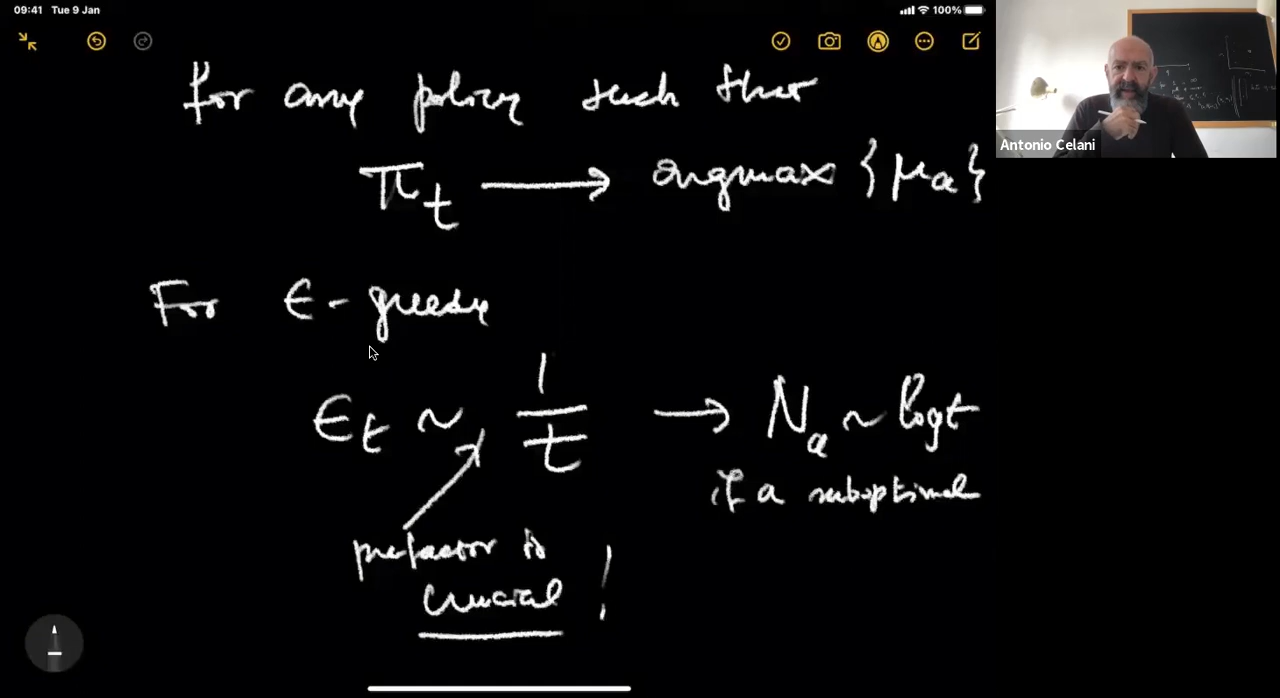 09:41 Tue 9 Jan
100%
Antonio Celani
for any policy such that
π_t → argmax {μ_a}
For ϵ-greedy
ϵ_t ~ 1/t → N_a ~ log t
if a suboptimal
prefactor is
crucial !